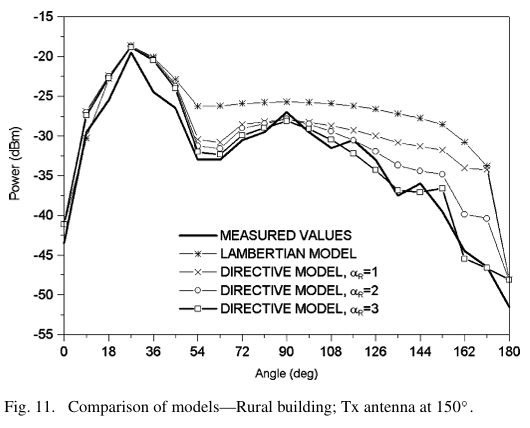 -15
-20
-25
-30
-35
-40
-45
-50
-55
Power (dBm)
MEASURED VALUES
LAMBERTIAN MODEL
DIRECTIVE MODEL, αR=1
DIRECTIVE MODEL, αR=2
DIRECTIVE MODEL, αR=3
0 18 36 54 72 90 108 126 144 162 180
Angle (deg)
Fig. 11. Comparison of models—Rural building; Tx antenna at 150°.